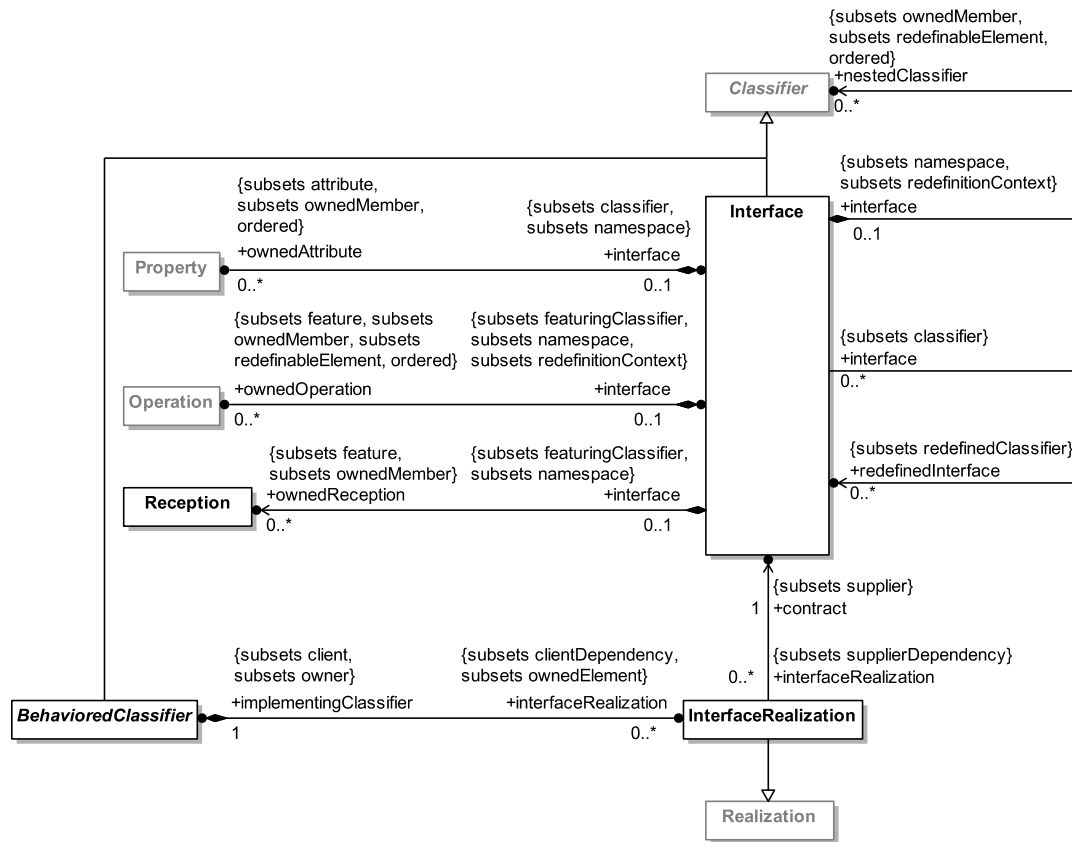 {subsets ownedMember,
subsets redefinableElement,
ordered}
+nestedClassifier
0..*
Classifier
{subsets namespace,
subsets redefinitionContext}
+interface
0..1
Interface
{subsets attribute,
subsets ownedMember,
ordered}
+ownedAttribute
0..*
{subsets classifier,
subsets namespace}
+interface
0..1
Property
{subsets feature, subsets
ownedMember, subsets
redefinableElement, ordered}
+ownedOperation
0..*
{subsets featuringClassifier,
subsets namespace,
subsets redefinitionContext}
+interface
0..1
Operation
{subsets classifier}
+interface
0..*
{subsets feature,
subsets ownedMember}
+ownedReception
0..*
{subsets featuringClassifier,
subsets namespace}
+interface
0..1
Reception
{subsets redefinedClassifier}
+redefinedInterface
0..*
{subsets supplier}
1
+contract
{subsets supplierDependency}
0..*
+interfaceRealization
{subsets client,
subsets owner}
+implementingClassifier
1
{subsets clientDependency,
subsets ownedElement}
+interfaceRealization
0..*
BehavioredClassifier
InterfaceRealization
Realization